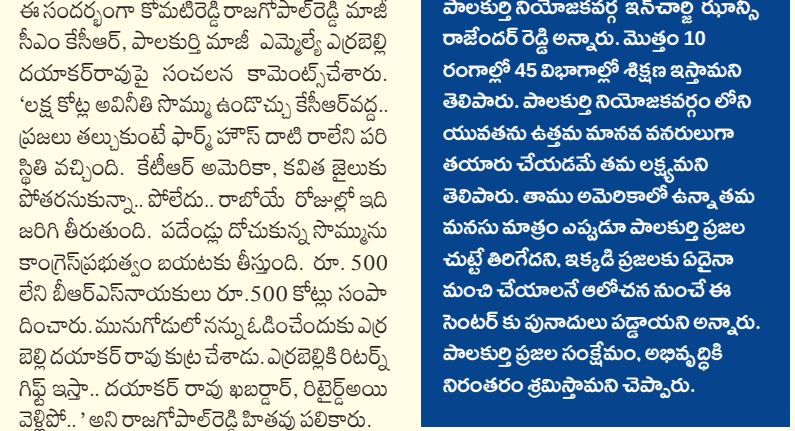 ఈ సందర్భంగా కోమటిరెడ్డి రాజగోపాల్‌రెడ్డి మాజీ
సీఎం కేసీఆర్, పాలకుర్తి మాజీ ఎమ్మెల్యే ఎర్రబెల్లి
దయాకర్‌రావుపై సంచలన కామెంట్స్‌చేశారు.
‘లక్ష కోట్ల అవినీతి సొమ్ము ఉండొచ్చు కేసీఆర్‌వద్ద..
ప్రజలు తల్చుకుంటే ఫార్మ్ హౌస్ దాటి రాలేని పరి
స్థితి వచ్చింది. కేటీఆర్ అమెరికా, కవిత జైలుకు
పోతరనుకున్నా.. పోలేదు.. రాబోయే రోజుల్లో ఇది
జరిగి తీరుతుంది. పదేండ్లు దోచుకున్న సొమ్మును
కాంగ్రెస్‌ప్రభుత్వం బయటకు తీస్తుంది. రూ. 500
లేని బీఆర్ఎస్‌నాయకులు రూ.500 కోట్లు సంపా
దించారు.మునుగోడులో నన్ను ఓడించేందుకు ఎర్ర
బెల్లి దయాకర్ రావు కుట్ర చేశాడు. ఎర్రబెల్లికి రిటర్న్
గిఫ్ట్ ఇస్తా.. దయాకర్ రావు ఖబర్దార్, రిటైర్డ్‌అయి
వెళ్లిపో.. ’ అని రాజగోపాల్‌రెడ్డి హితవు పలికారు.
పాలకుర్తి నియోజకవర్గ ఇన్‌చార్జి ఝాన్సి
రాజేందర్ రెడ్డి అన్నారు. మొత్తం 10
రంగాల్లో 45 విభాగాల్లో శిక్షణ ఇస్తామని
తెలిపారు. పాలకుర్తి నియోజకవర్గం లోని
యువతను ఉత్తమ మానవ వనరులుగా
తయారు చేయడమే తమ లక్ష్యమని
తెలిపారు. తాము అమెరికాలో ఉన్నా తమ
మనసు మాత్రం ఎప్పుడూ పాలకుర్తి ప్రజల
చుట్టే తిరిగేదని, ఇక్కడి ప్రజలకు ఏదైనా
మంచి చేయాలనే ఆలోచన నుంచే ఈ
సెంటర్ కు పునాదులు పడ్డాయని అన్నారు.
పాలకుర్తి ప్రజల సంక్షేమం, అభివృద్ధికి
నిరంతరం శ్రమిస్తామని చెప్పారు.